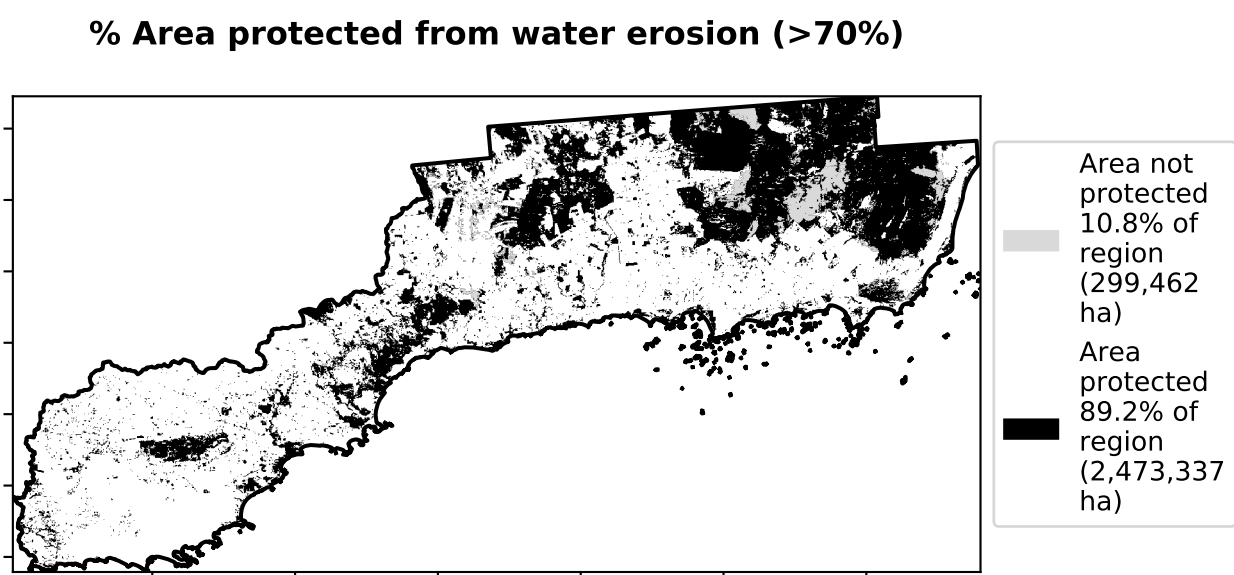 % Area protected from water erosion (>70%)
Area not
protected
10.8% of
region
(299,462
ha)
Area
protected
89.2% of
region
(2,473,337
ha)